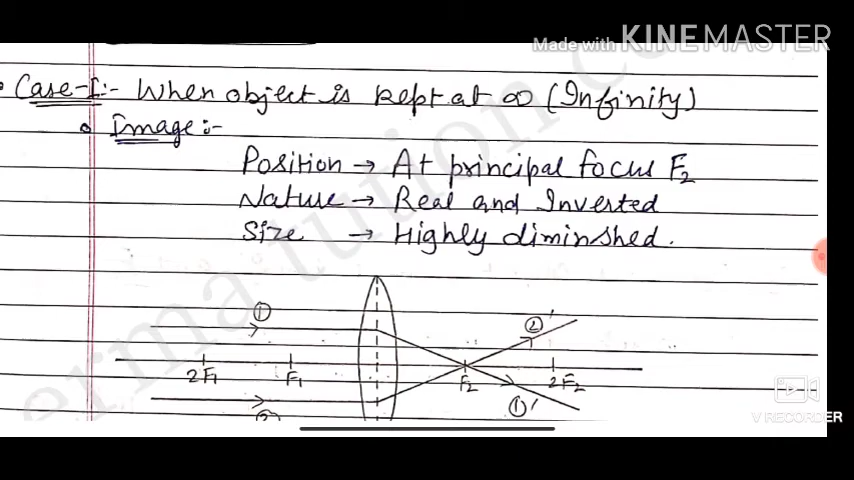 Made with KINEMASTER
Case-I:- When object is kept at ∞ (Infinity)
Image:-
Position → At principal focus F₂
Nature → Real and Inverted
Size → Highly diminshed.
①
②'
2F₁ F₁ F₂ 2F₂
①'
V RECORDER